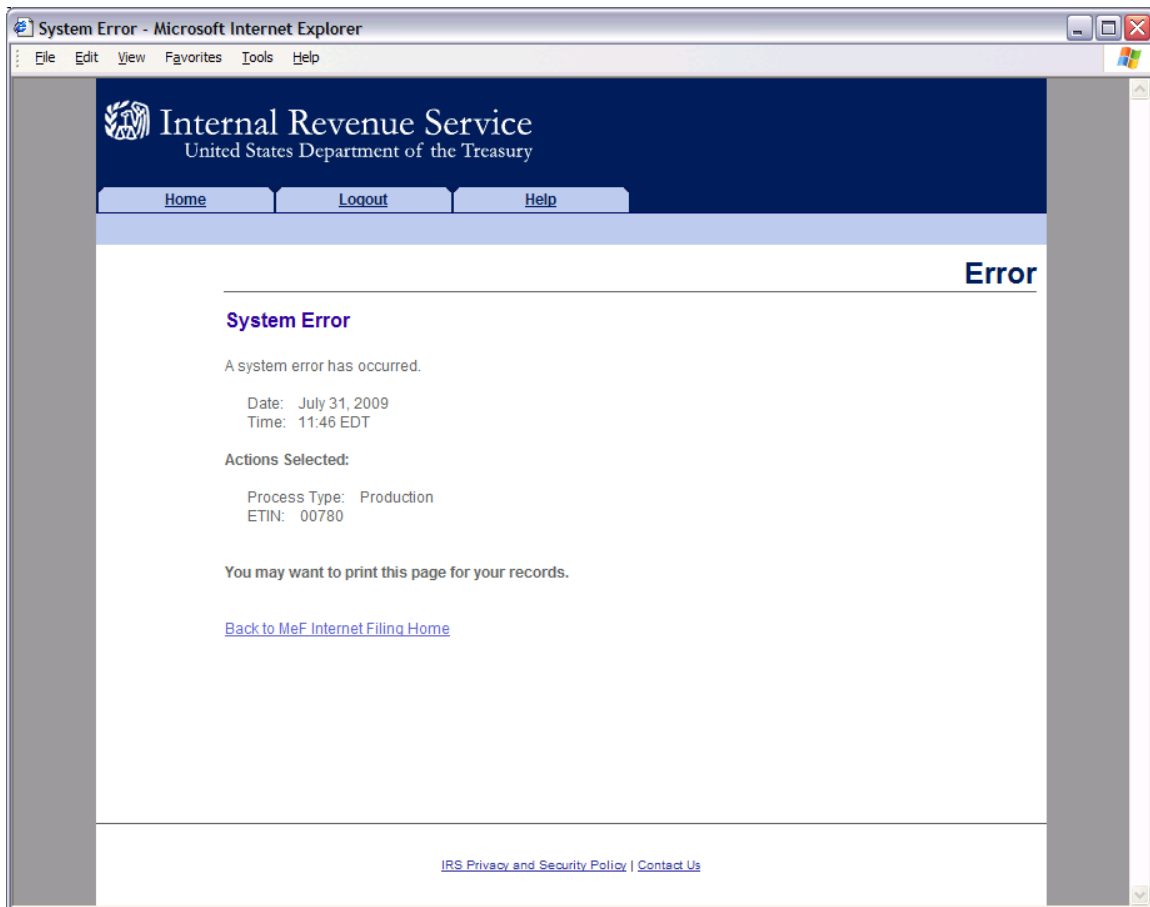 System Error - Microsoft Internet Explorer
File Edit View Favorites Tools Help
Internal Revenue Service
United States Department of the Treasury
Home Logout Help
Error
System Error
A system error has occurred.
Date: July 31, 2009
Time: 11:46 EDT
Actions Selected:
Process Type: Production
ETIN: 00780
You may want to print this page for your records.
Back to MeF Internet Filing Home
IRS Privacy and Security Policy | Contact Us